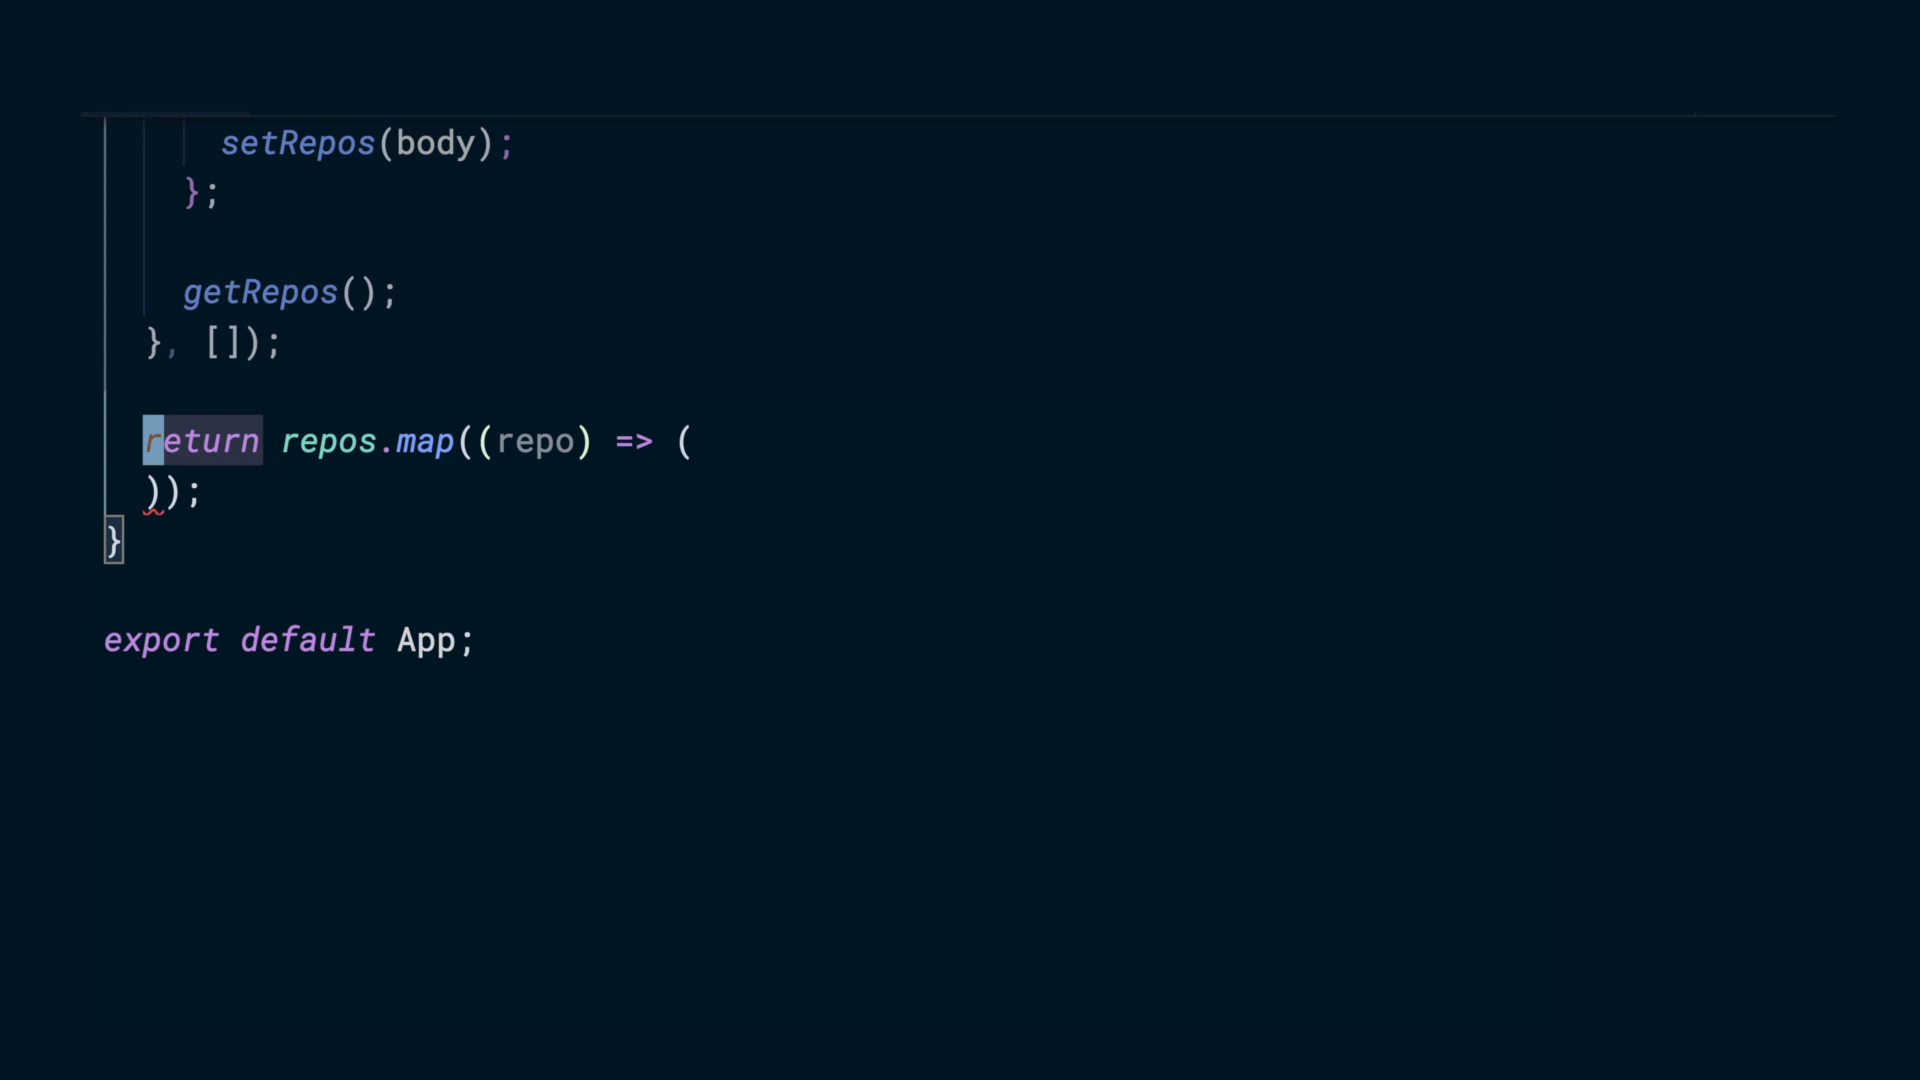 setRepos(body);
};
getRepos();
}, []);
return repos.map((repo) => (
));
}
export default App;